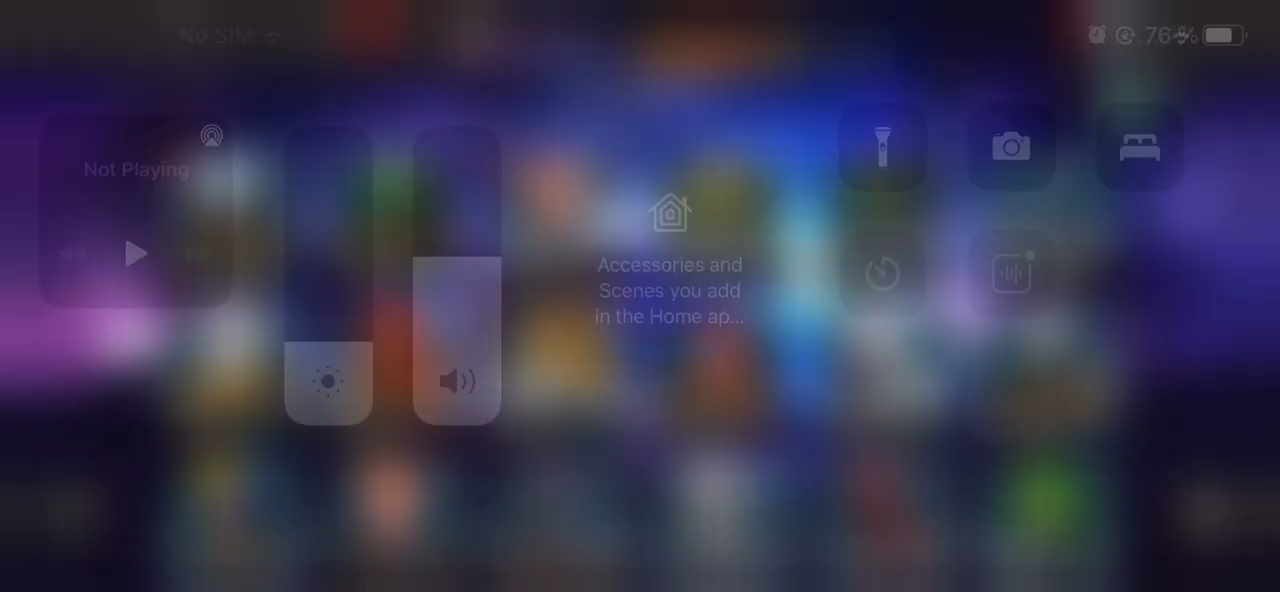 No SIM
76%
Not Playing
Accessories and
Scenes you add
in the Home ap...